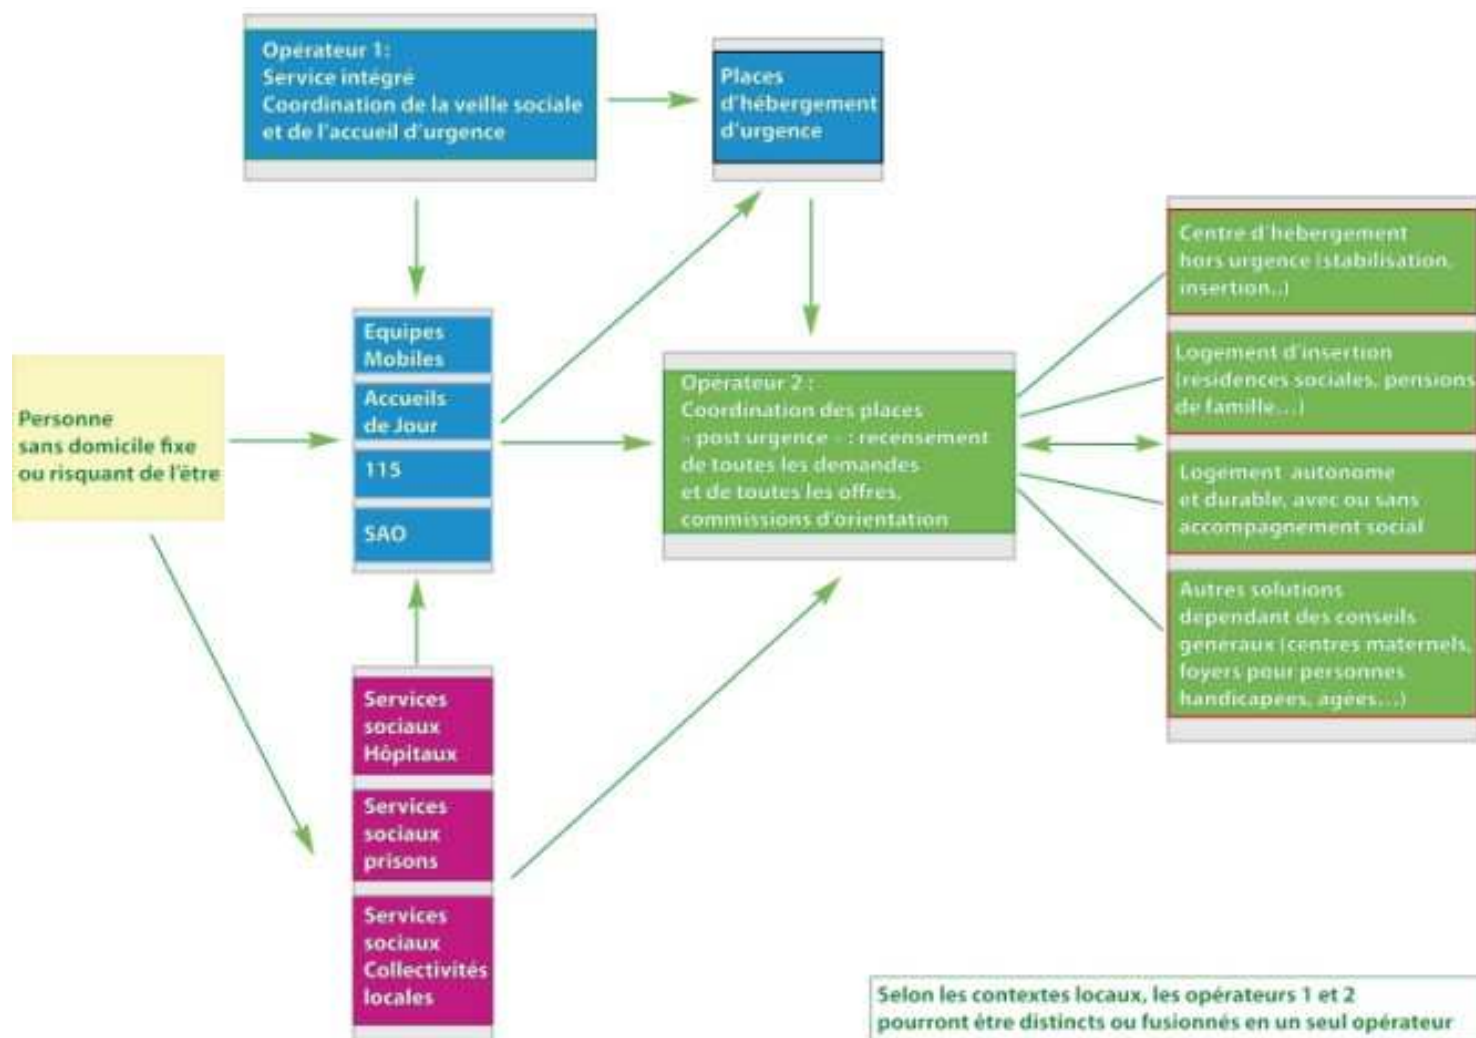 Opérateur 1:
Service intégré
Coordination de la veille sociale
et de l'accueil d'urgence
Places
d'hébergement
d'urgence
Personne
sans domicile fixe
ou risquant de l'être
Equipes
Mobiles
Accueils
de Jour
115
SAO
Opérateur 2 :
Coordination des places
« post urgence » : recensement
de toutes les demandes
et de toutes les offres,
commissions d'orientation
Centre d'hébergement
hors urgence (stabilisation,
insertion..)
Logement d'insertion
(résidences sociales, pensions
de famille...)
Logement autonome
et durable, avec ou sans
accompagnement social
Autres solutions
dépendant des conseils
généraux (centres maternels,
foyers pour personnes
handicapées, agées...)
Services
sociaux
Hôpitaux
Services
sociaux
prisons
Services
sociaux
Collectivités
locales
Selon les contextes locaux, les opérateurs 1 et 2
pourront être distincts ou fusionnés en un seul opérateur